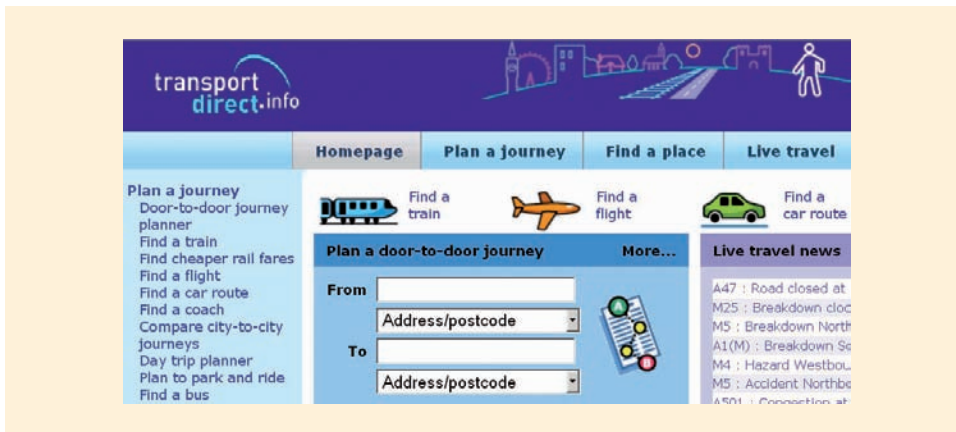 transport
direct.info
Homepage Plan a journey Find a place Live travel
Plan a journey
Door-to-door journey
planner
Find a train
Find cheaper rail fares
Find a flight
Find a car route
Find a coach
Compare city-to-city
journeys
Day trip planner
Plan to park and ride
Find a bus
Find a
train
Find a
flight
Find a
car route
Plan a door-to-door journey More...
From
Address/postcode
To
Address/postcode
A
B
Live travel news
A47 : Road closed at
M25 : Breakdown cloc
M5 : Breakdown North
A1(M) : Breakdown So
M4 : Hazard Westbou
M5 : Accident Northbo
A501 : Congestion at